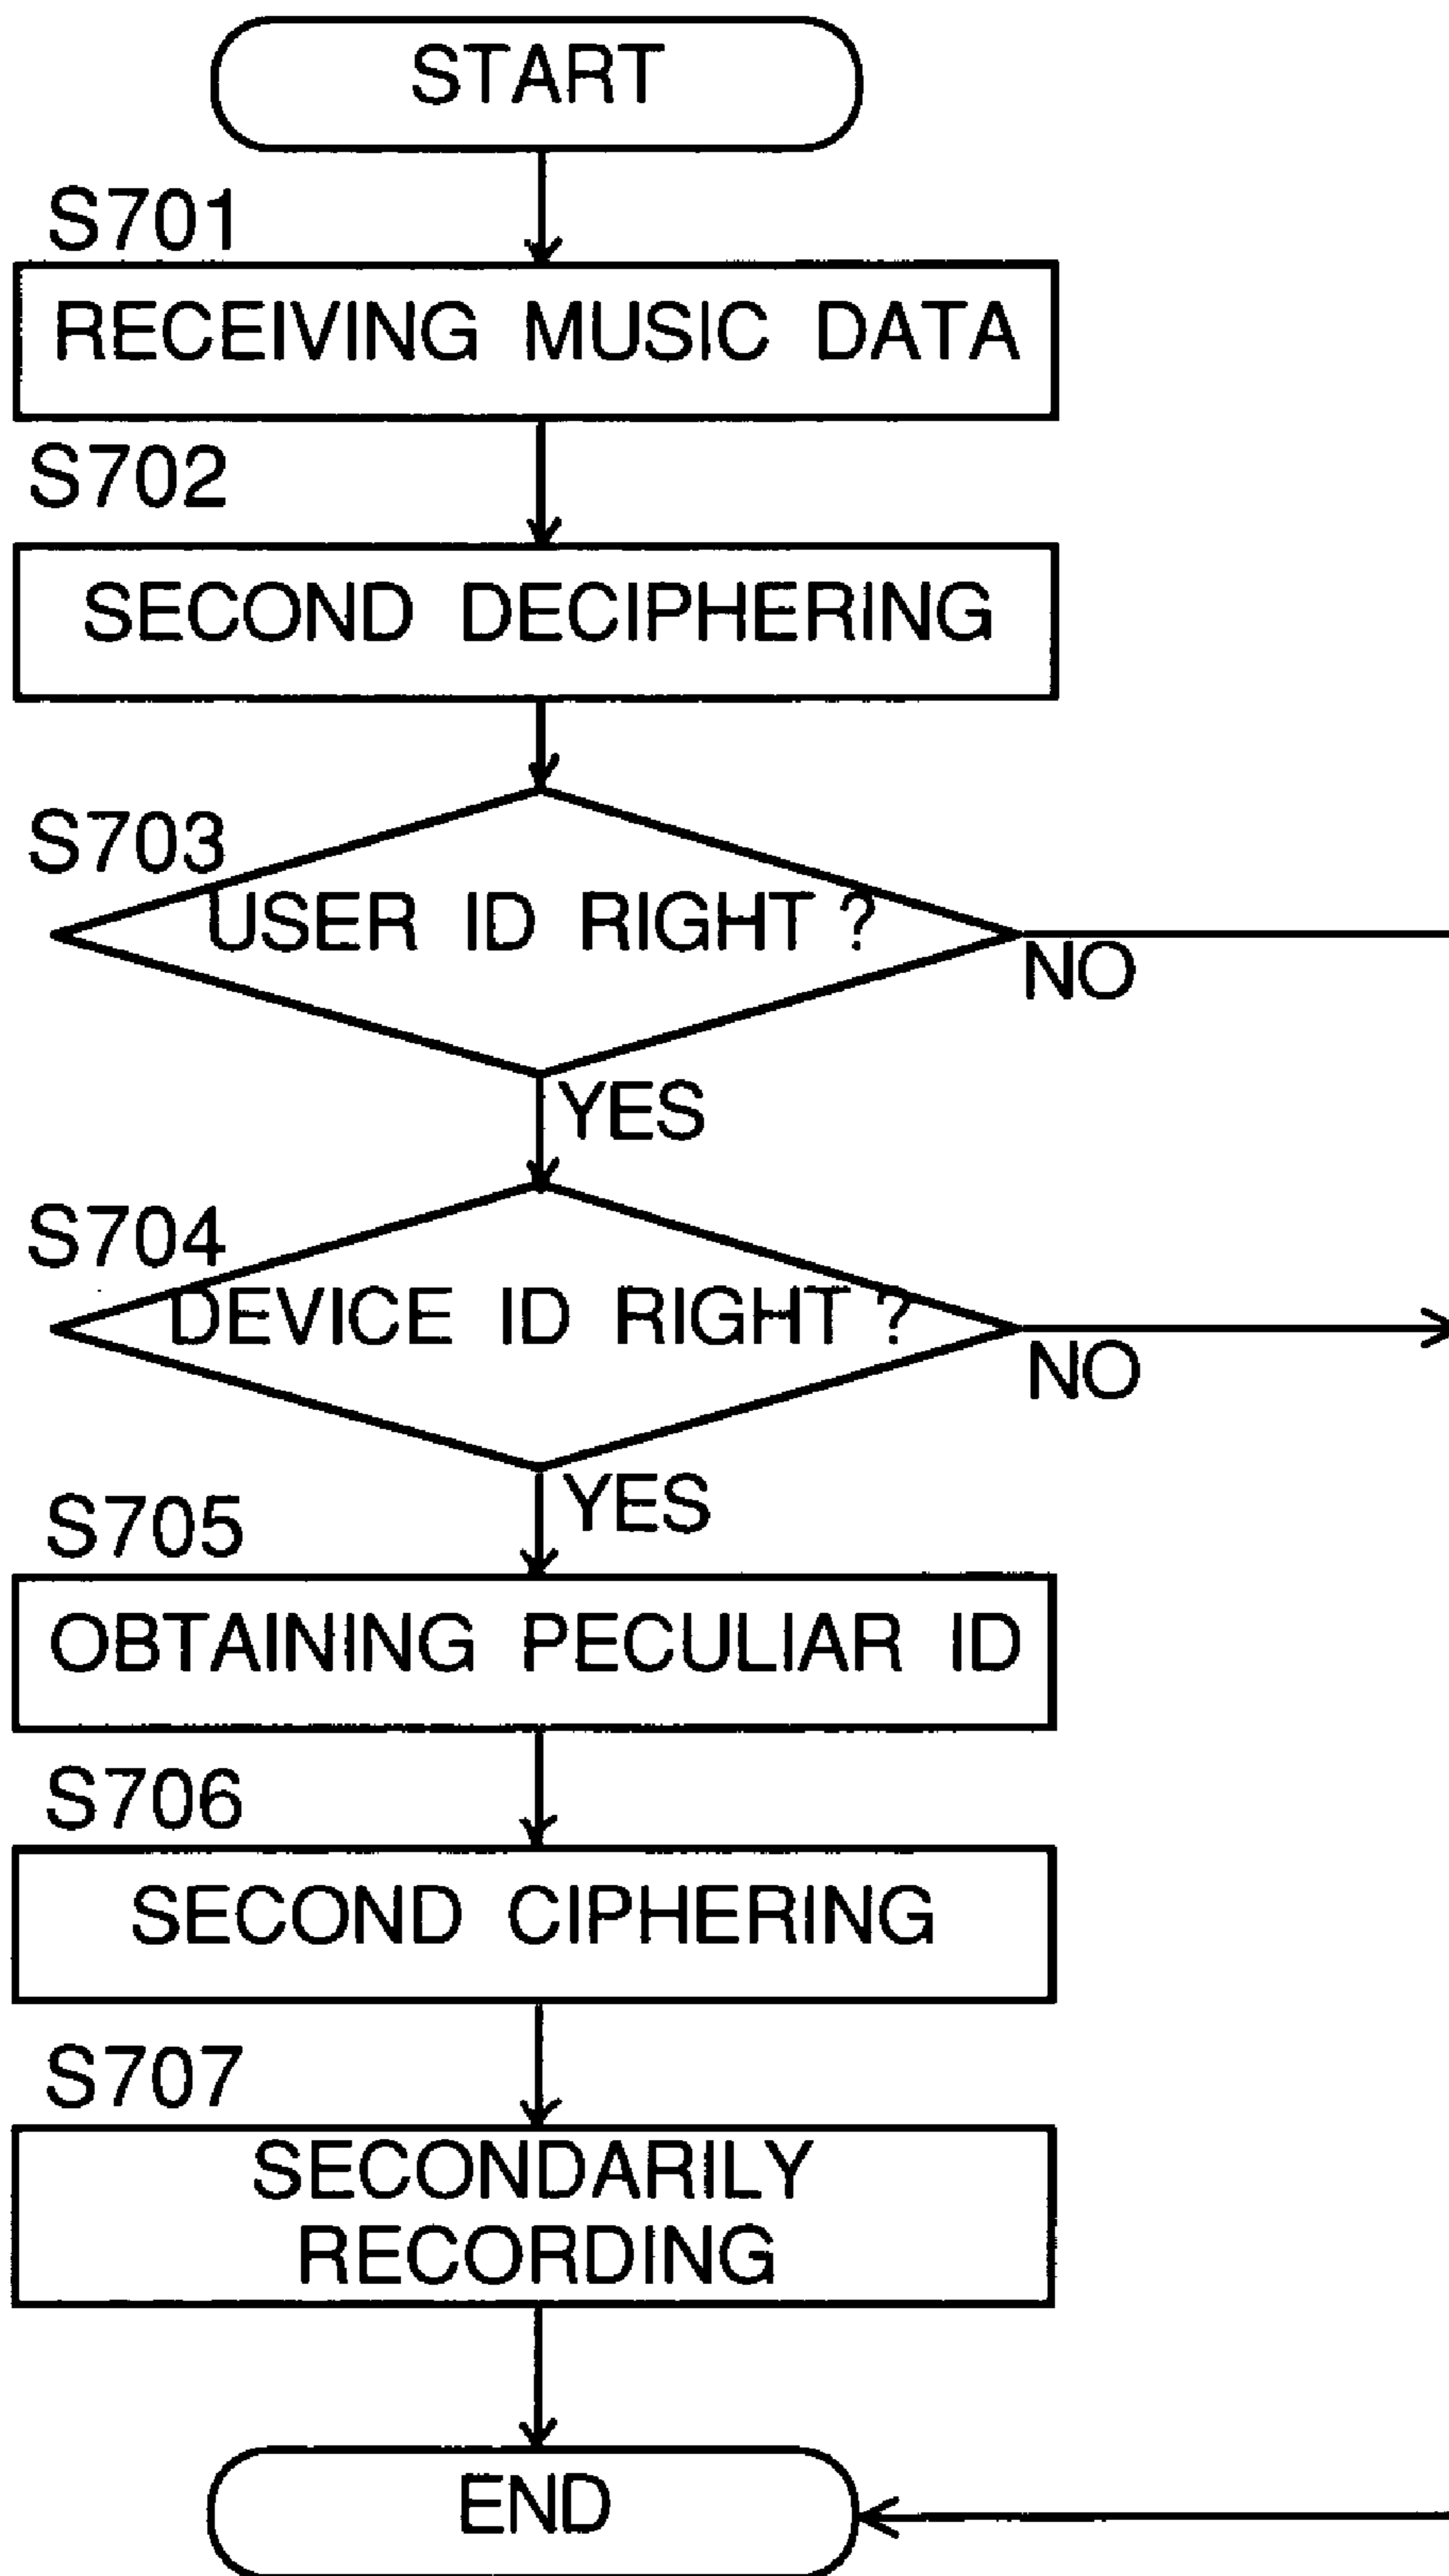 START
S701
RECEIVING MUSIC DATA
S702
SECOND DECIPHERING
S703
USER ID RIGHT ?
NO
YES
S704
DEVICE ID RIGHT ?
NO
YES
S705
OBTAINING PECULIAR ID
S706
SECOND CIPHERING
S707
SECONDARILY
RECORDING
END